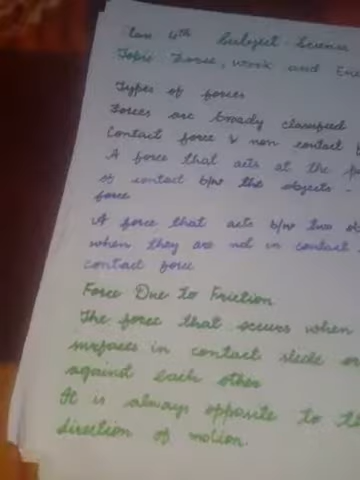 Class 4th Subject - Science
Topic Force, work and
Types of forces
Forces are broady classified
Contact force & non contact
A force that acts at the
of contact b/w the objects.
force
A force that acts b/w two
when they are not in contact
contact force
Force Due To Friction
The force that occurs when
surfaces in contact slide
against each other
It is always opposite to
direction of motion.